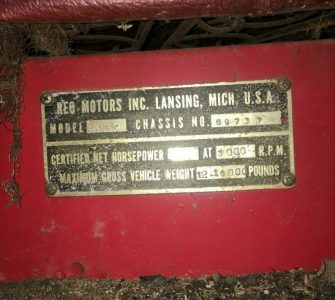 REO MOTORS INC. LANSING, MICH. U.S.A.
MODEL CHASSIS NO.
CERTIFIED NET HORSEPOWER AT R.P.M.
MAXIMUM GROSS VEHICLE WEIGHT POUNDS